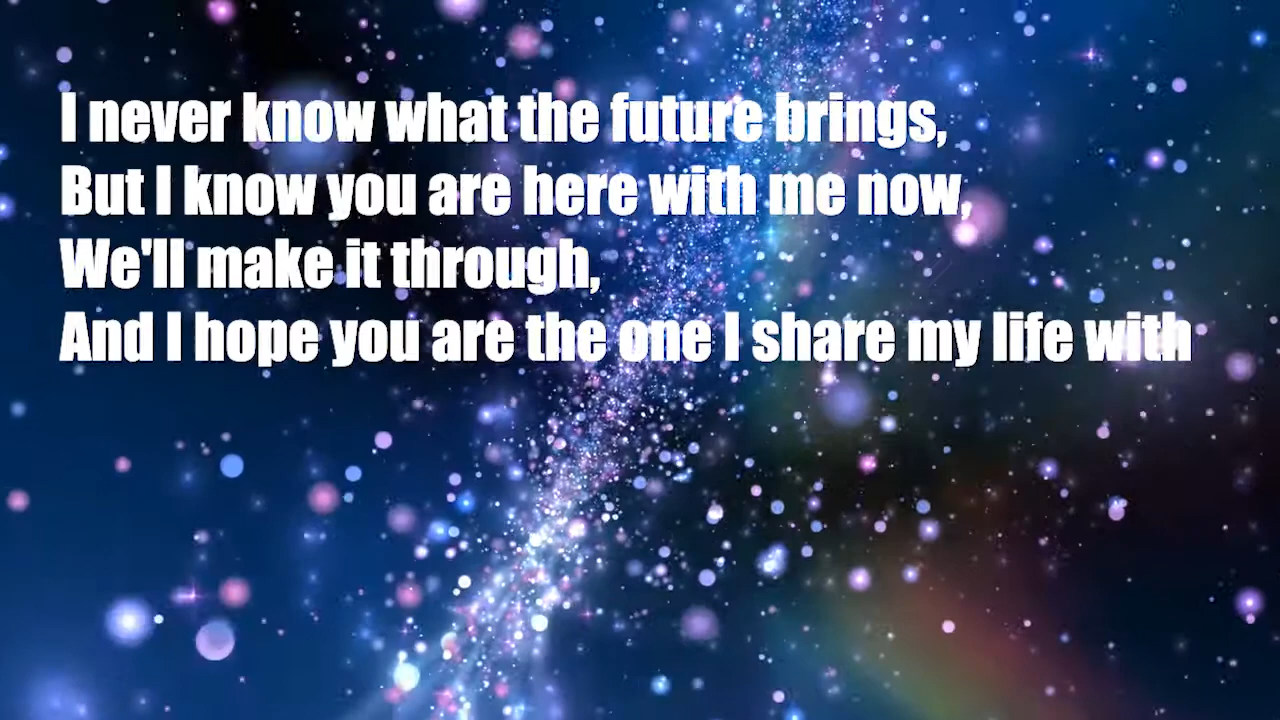 I never know what the future brings,
But I know you are here with me now,
We'll make it through,
And I hope you are the one I share my life with